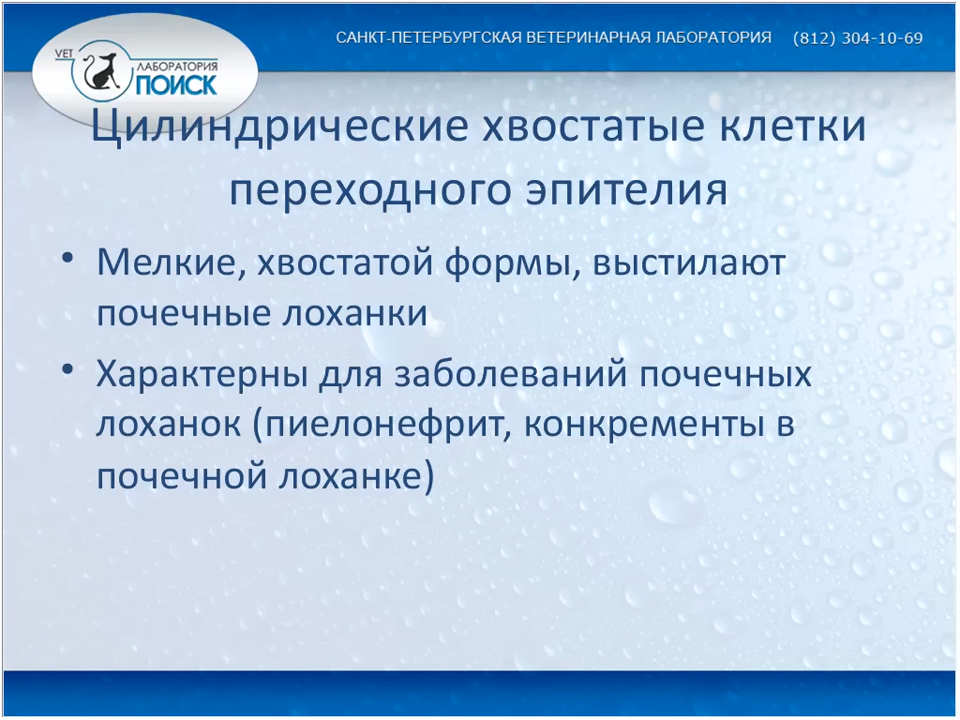 САНКТ-ПЕТЕРБУРГСКАЯ ВЕТЕРИНАРНАЯ ЛАБОРАТОРИЯ (812) 304-10-69
VET
ЛАБОРАТОРИЯ
ПОИСК
Цилиндрические хвостатые клетки
переходного эпителия
• Мелкие, хвостатой формы, выстилают
почечные лоханки
• Характерны для заболеваний почечных
лоханок (пиелонефрит, конкременты в
почечной лоханке)